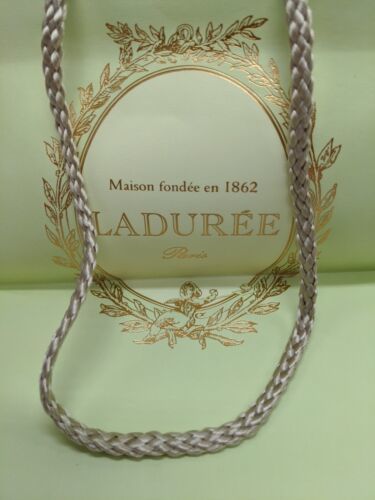 Maison fondée en 1862
LADURÉE
Paris